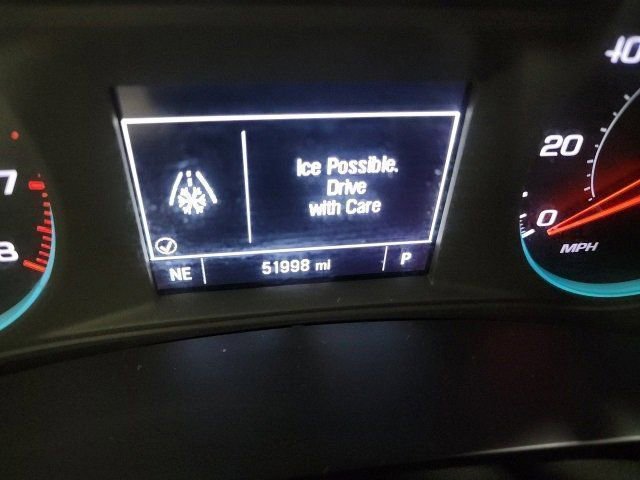 7
8
Ice Possible.
Drive
with Care
NE 51998 mi P
40
20
0
MPH